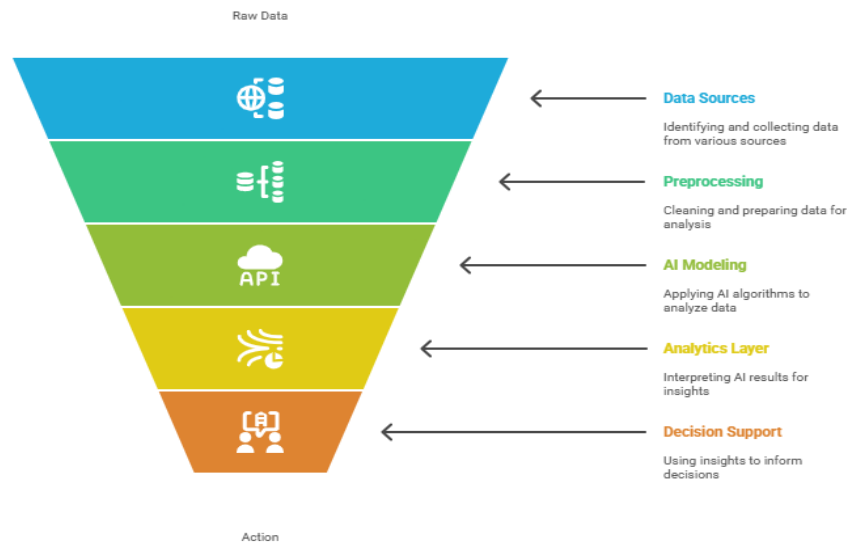 Raw Data
Data Sources
Identifying and collecting data
from various sources
Preprocessing
Cleaning and preparing data for
analysis
API
AI Modeling
Applying AI algorithms to
analyze data
Analytics Layer
Interpreting AI results for
insights
Decision Support
Using insights to inform
decisions
Action